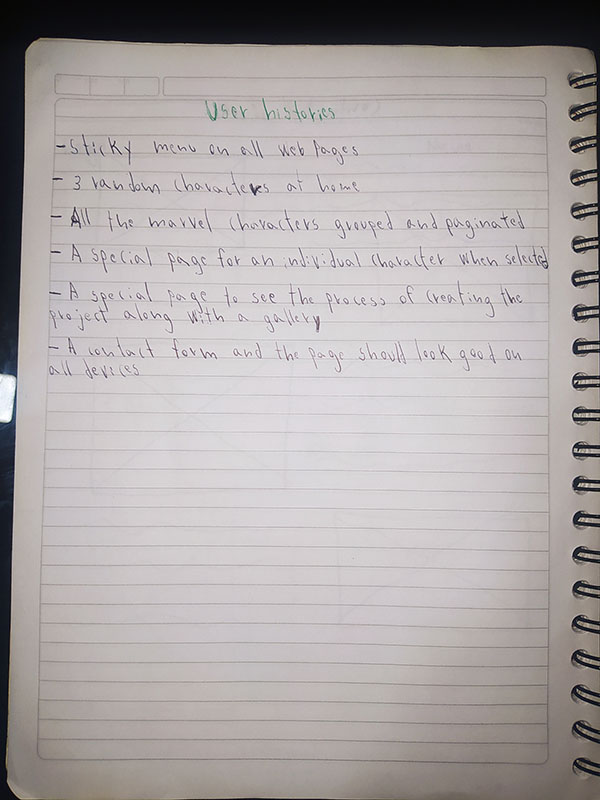 User histories
- Sticky menu on all web pages
- 3 random characters at home
- All the marvel characters grouped and paginated
- A special page for an individual character when selected
- A special page to see the process of creating the
project along with a gallery
- A contact form and the page should look good on
all devices